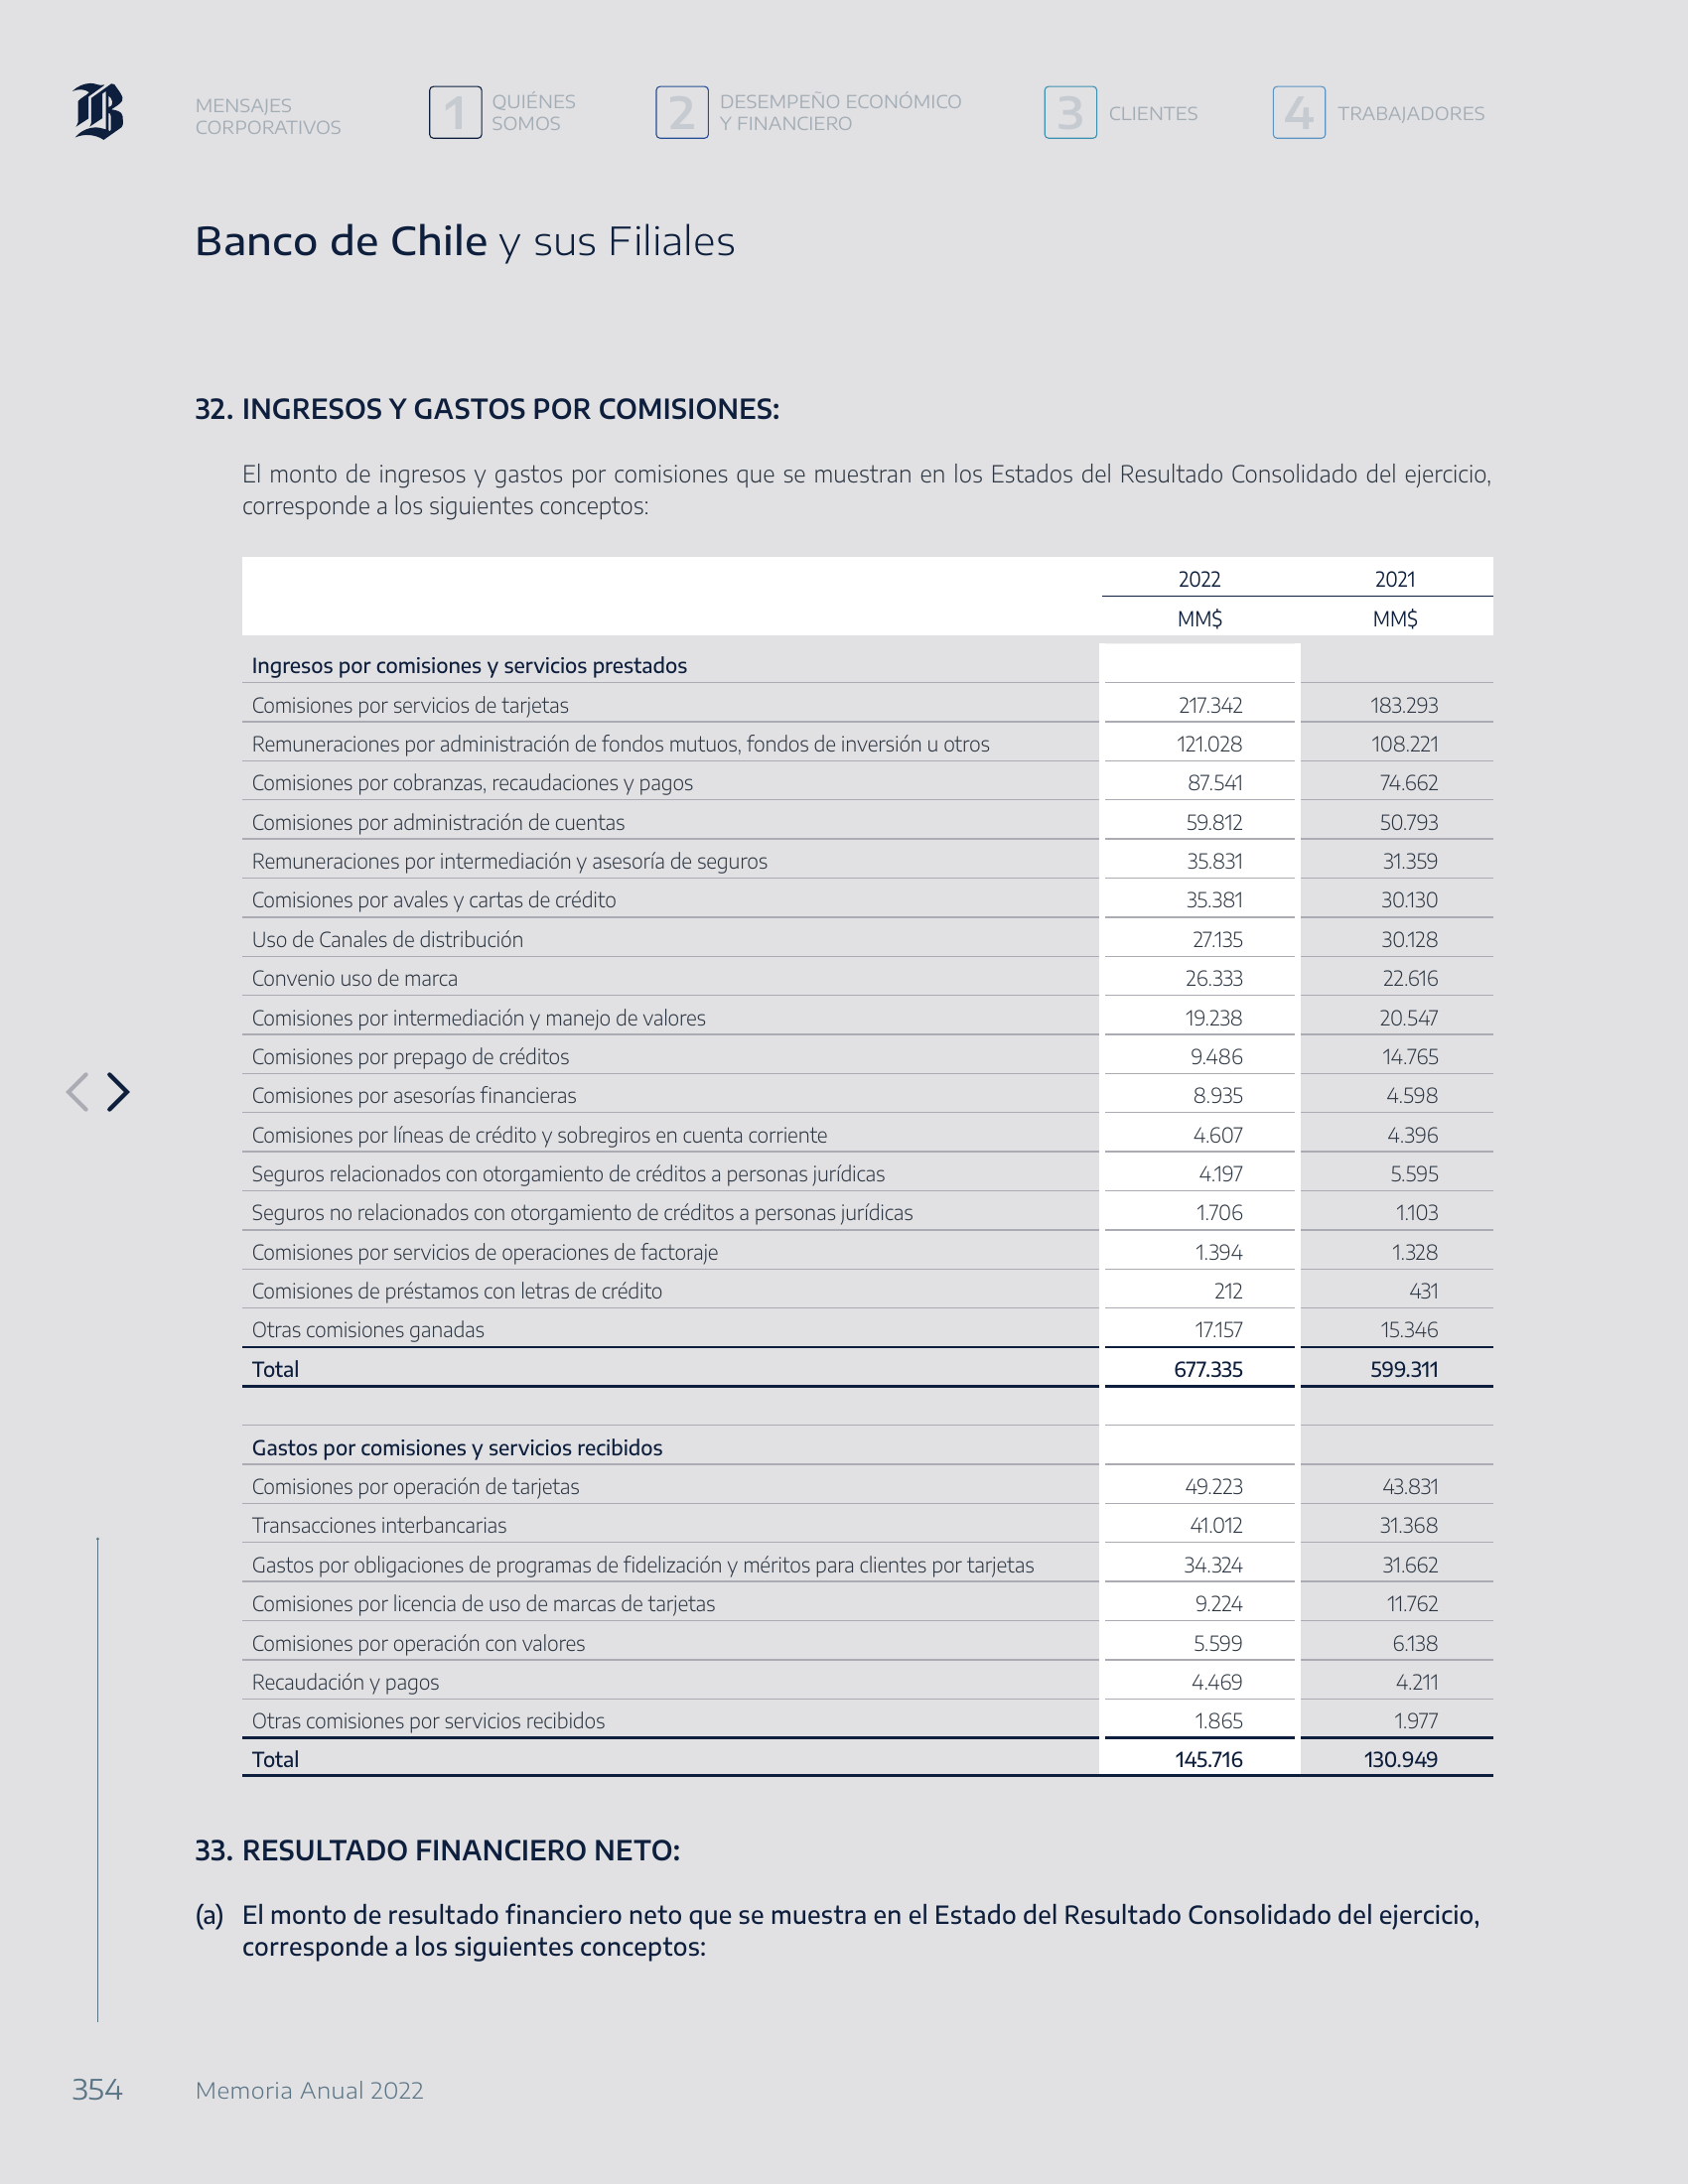 B
MENSAJES
CORPORATIVOS
1
QUIÉNES
SOMOS
2
DESEMPEÑO ECONÓMICO
Y FINANCIERO
3
CLIENTES
4
TRABAJADORES
Banco de Chile y sus Filiales
32. INGRESOS Y GASTOS POR COMISIONES:
El monto de ingresos y gastos por comisiones que se muestran en los Estados del Resultado Consolidado del ejercicio,
corresponde a los siguientes conceptos:
2022 2021
MM$ MM$
Ingresos por comisiones y servicios prestados
Comisiones por servicios de tarjetas 217.342 183.293
Remuneraciones por administración de fondos mutuos, fondos de inversión u otros 121.028 108.221
Comisiones por cobranzas, recaudaciones y pagos 87.541 74.662
Comisiones por administración de cuentas 59.812 50.793
Remuneraciones por intermediación y asesoría de seguros 35.831 31.359
Comisiones por avales y cartas de crédito 35.381 30.130
Uso de Canales de distribución 27.135 30.128
Convenio uso de marca 26.333 22.616
Comisiones por intermediación y manejo de valores 19.238 20.547
Comisiones por prepago de créditos 9.486 14.765
Comisiones por asesorías financieras 8.935 4.598
Comisiones por líneas de crédito y sobregiros en cuenta corriente 4.607 4.396
Seguros relacionados con otorgamiento de créditos a personas jurídicas 4.197 5.595
Seguros no relacionados con otorgamiento de créditos a personas jurídicas 1.706 1.103
Comisiones por servicios de operaciones de factoraje 1.394 1.328
Comisiones de préstamos con letras de crédito 212 431
Otras comisiones ganadas 17.157 15.346
Total 677.335 599.311
Gastos por comisiones y servicios recibidos
Comisiones por operación de tarjetas 49.223 43.831
Transacciones interbancarias 41.012 31.368
Gastos por obligaciones de programas de fidelización y méritos para clientes por tarjetas 34.324 31.662
Comisiones por licencia de uso de marcas de tarjetas 9.224 11.762
Comisiones por operación con valores 5.599 6.138
Recaudación y pagos 4.469 4.211
Otras comisiones por servicios recibidos 1.865 1.977
Total 145.716 130.949
33. RESULTADO FINANCIERO NETO:
(a) El monto de resultado financiero neto que se muestra en el Estado del Resultado Consolidado del ejercicio,
corresponde a los siguientes conceptos:
354 Memoria Anual 2022